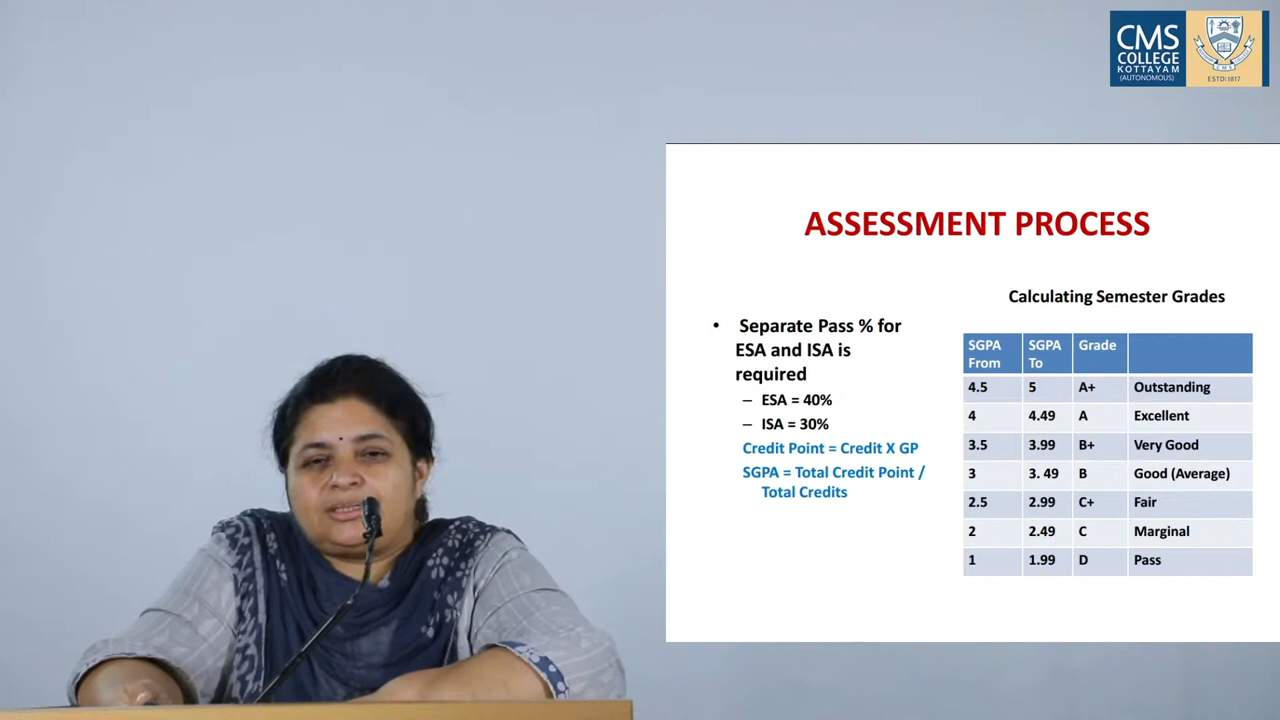 CMS
COLLEGE
KOTTAYAM
(AUTONOMOUS)
ESTD:1817
ASSESSMENT PROCESS
• Separate Pass % for
ESA and ISA is
required
– ESA = 40%
– ISA = 30%
Credit Point = Credit X GP
SGPA = Total Credit Point /
Total Credits
Calculating Semester Grades
SGPA From SGPA To Grade
4.5 5 A+ Outstanding
4 4.49 A Excellent
3.5 3.99 B+ Very Good
3 3. 49 B Good (Average)
2.5 2.99 C+ Fair
2 2.49 C Marginal
1 1.99 D Pass